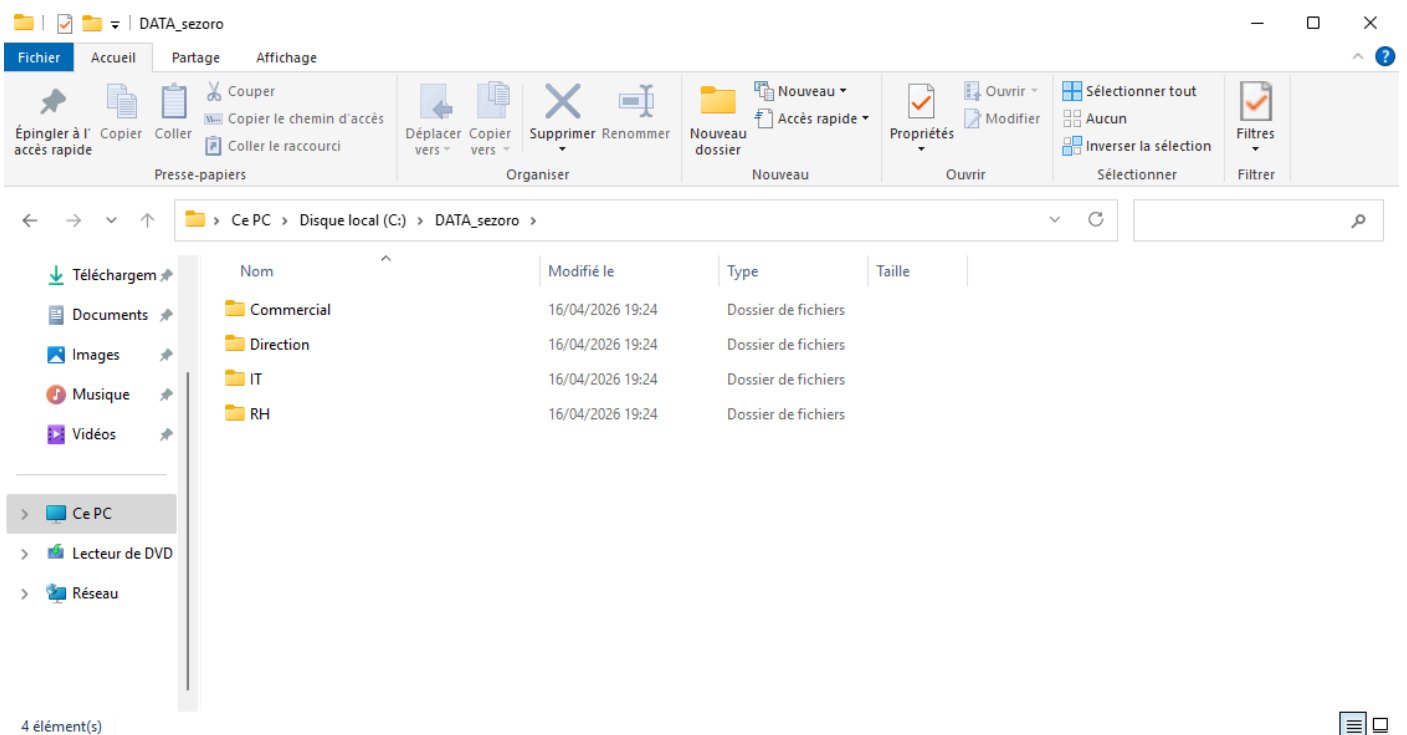 DATA_sezoro
Fichier Accueil Partage Affichage
Épingler à l' accès rapide
Copier
Coller
Couper
Copier le chemin d'accès
Coller le raccourci
Presse-papiers
Déplacer vers
Copier vers
Supprimer
Renommer
Organiser
Nouveau dossier
Nouveau
Accès rapide
Nouveau
Propriétés
Ouvrir
Modifier
Ouvrir
Sélectionner tout
Aucun
Inverser la sélection
Sélectionner
Filtres
Filtrer
Ce PC > Disque local (C:) > DATA_sezoro >
Téléchargem
Documents
Images
Musique
Vidéos
Ce PC
Lecteur de DVD
Réseau
Nom Modifié le Type Taille
Commercial 16/04/2026 19:24 Dossier de fichiers
Direction 16/04/2026 19:24 Dossier de fichiers
IT 16/04/2026 19:24 Dossier de fichiers
RH 16/04/2026 19:24 Dossier de fichiers
4 élément(s)